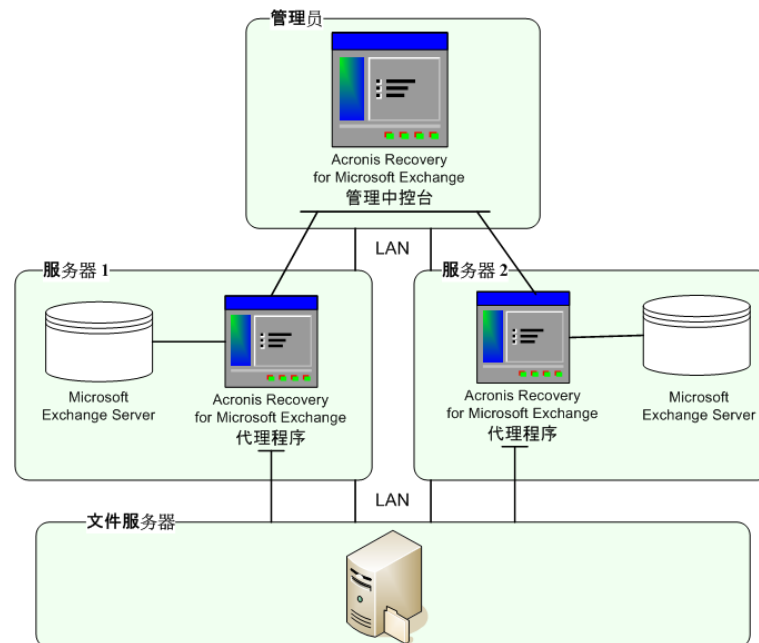 管理员
Acronis Recovery
for Microsoft Exchange
管理中控台
LAN
服务器 1
Microsoft
Exchange Server
Acronis Recovery
for Microsoft Exchange
代理程序
服务器 2
Acronis Recovery
for Microsoft Exchange
代理程序
Microsoft
Exchange Server
LAN
文件服务器